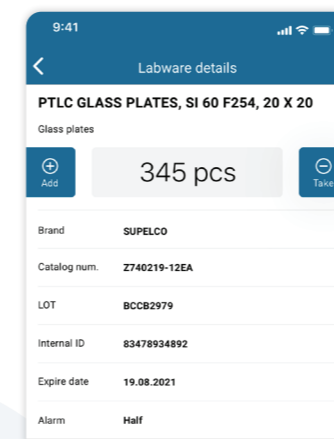 9:41
Labware details
PTLC GLASS PLATES, SI 60 F254, 20 X 20
Glass plates
Add 345 pcs Take
Brand SUPELCO
Catalog num. Z740219-12EA
LOT BCCB2979
Internal ID 83478934892
Expire date 19.08.2021
Alarm Half